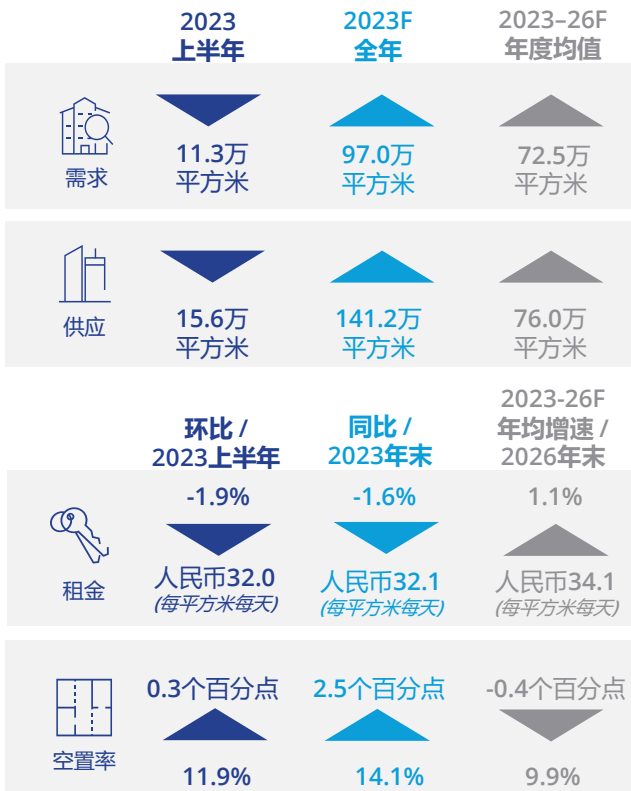 2023
上半年
2023F
全年
2023–26F
年度均值
需求
11.3万
平方米
97.0万
平方米
72.5万
平方米
供应
15.6万
平方米
141.2万
平方米
76.0万
平方米
环比 /
2023上半年
同比 /
2023年末
2023-26F
年均增速 /
2026年末
租金
-1.9%
人民币32.0
(每平方米每天)
-1.6%
人民币32.1
(每平方米每天)
1.1%
人民币34.1
(每平方米每天)
空置率
0.3个百分点
11.9%
2.5个百分点
14.1%
-0.4个百分点
9.9%